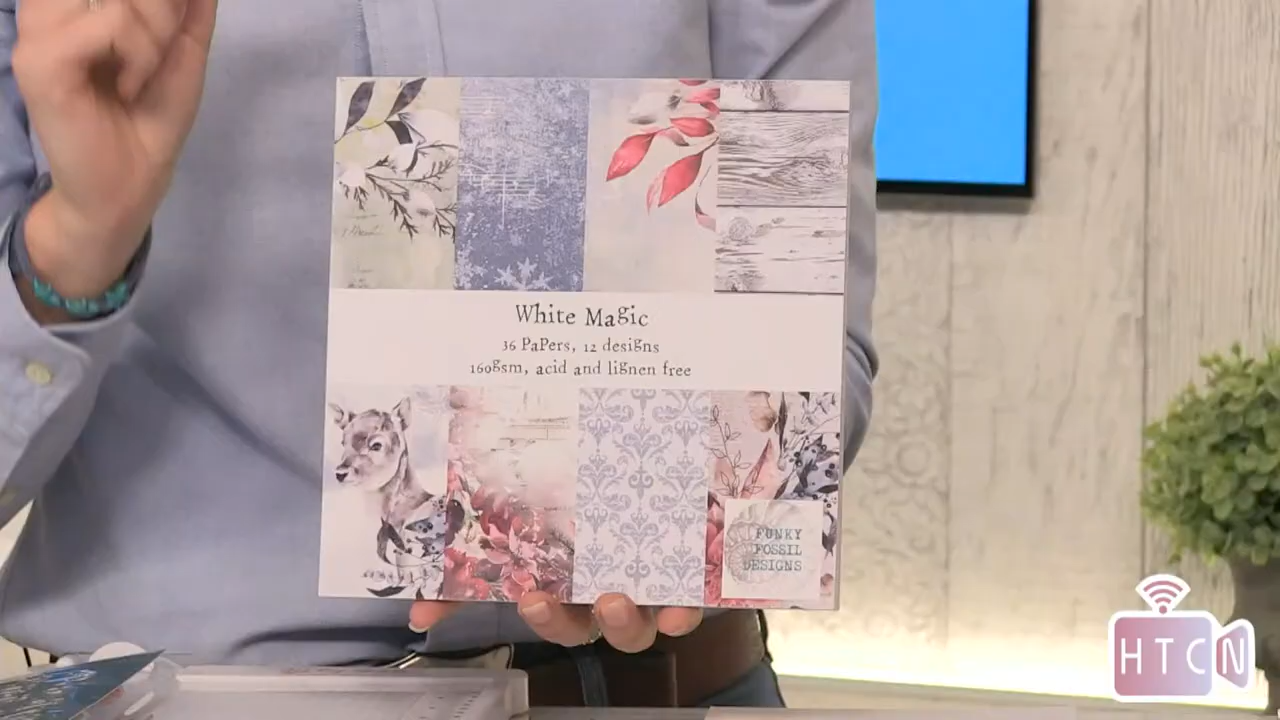 White Magic
36 PaPers, 12 designs
160gsm, acid and lignen free
FUNKY
FOSSIL
DESIGNS
HTCN